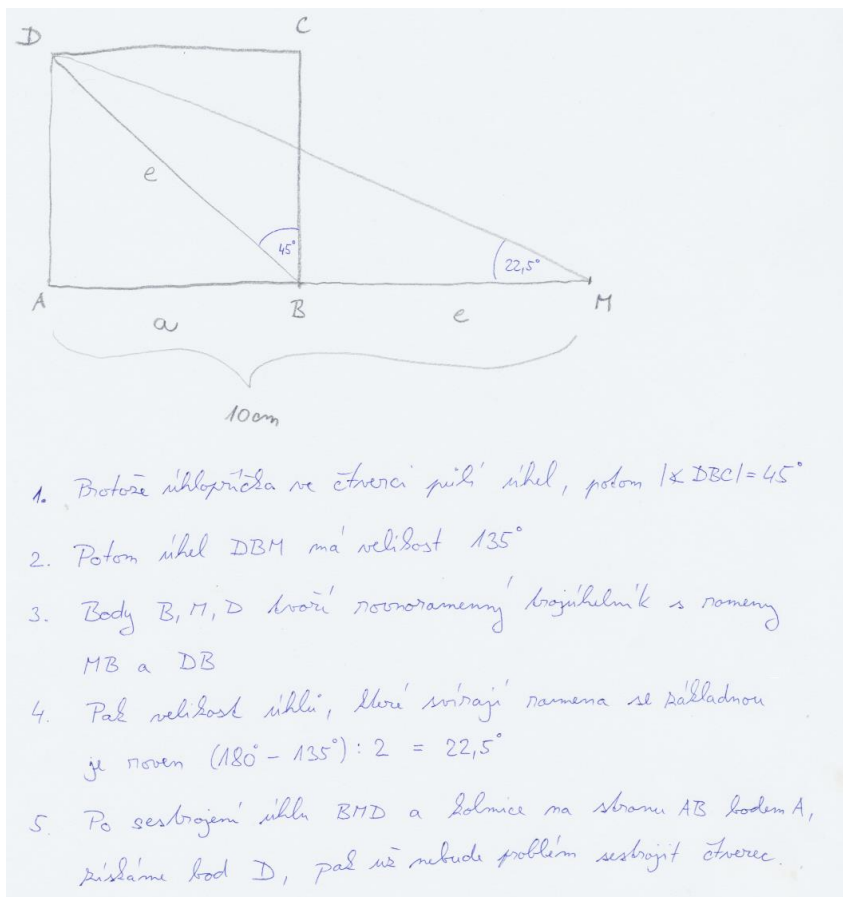 D
C
e
45°
22,5°
A
B
M
a
e
10cm
1. Protože úhlopříčka ve čtverci půlí úhel, potom |∢ DBC| = 45°
2. Potom úhel DBM má velikost 135°
3. Body B, M, D tvoří rovnoramenný trojúhelník s rameny
MB a DB
4. Pak velikost úhlů, které svírají ramena se základnou
je roven (180° - 135°) : 2 = 22,5°
5. Po sestrojení úhlu BMD a kolmice na stranu AB bodem A,
získáme bod D, pak už nebude problém sestrojit čtverec.